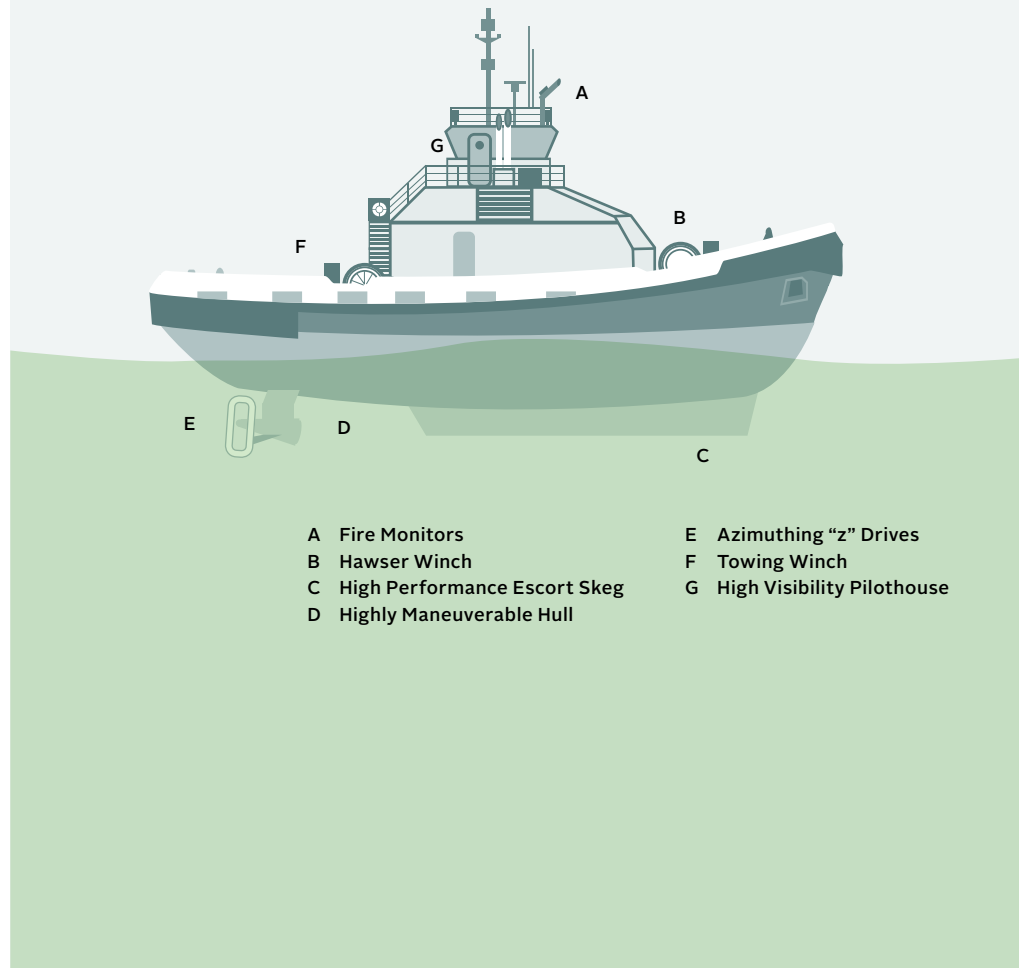 A
G
B
F
E
D
C
A Fire Monitors
B Hawser Winch
C High Performance Escort Skeg
D Highly Maneuverable Hull
E Azimuthing “z” Drives
F Towing Winch
G High Visibility Pilothouse